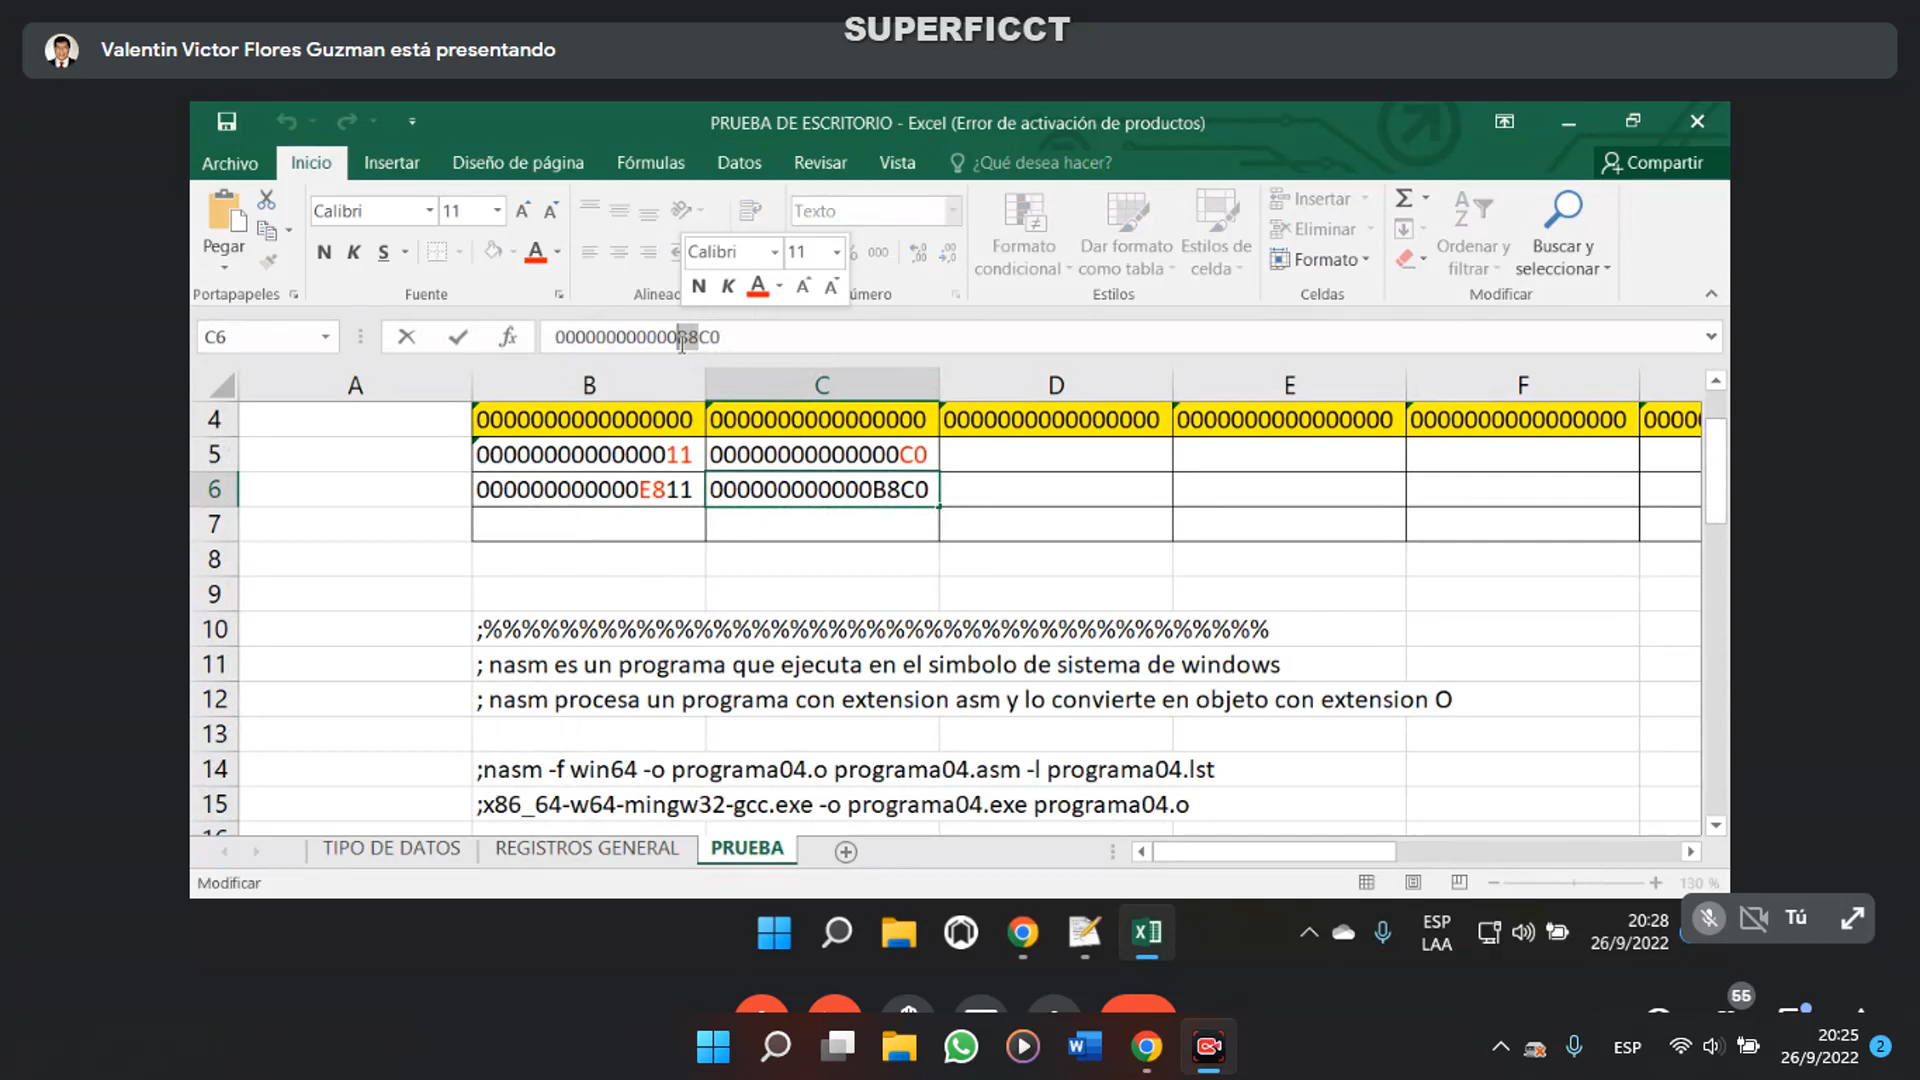 SUPERFICCT
Valentin Victor Flores Guzman está presentando
PRUEBA DE ESCRITORIO - Excel (Error de activación de productos)
Archivo Inicio Insertar Diseño de página Fórmulas Datos Revisar Vista ¿Qué desea hacer? Compartir
Pegar
Portapapeles
Calibri 11
N K S A
Fuente
Calibri 11
N K A A A
Texto
000
Formato condicional
Dar formato como tabla
Estilos de celda
Estilos
Insertar
Eliminar
Formato
Celdas
Ordenar y filtrar
Buscar y seleccionar
Modificar
C6 fx 000000000000B8C0
A B C D E F
4 0000000000000000 0000000000000000 0000000000000000 0000000000000000 0000000000000000
5 0000000000000011 00000000000000C0
6 000000000000E811 000000000000B8C0
7
8
9
10 ;%%%%%%%%%%%%%%%%%%%%%%%%%%%%%%%%%%%%%%%%%
11 ; nasm es un programa que ejecuta en el simbolo de sistema de windows
12 ; nasm procesa un programa con extension asm y lo convierte en objeto con extension O
13
14 ;nasm -f win64 -o programa04.o programa04.asm -l programa04.lst
15 ;x86_64-w64-mingw32-gcc.exe -o programa04.exe programa04.o
TIPO DE DATOS REGISTROS GENERAL PRUEBA
Modificar
130 %
ESP
LAA
20:28
26/9/2022
Tú
55
ESP
20:25
26/9/2022
2